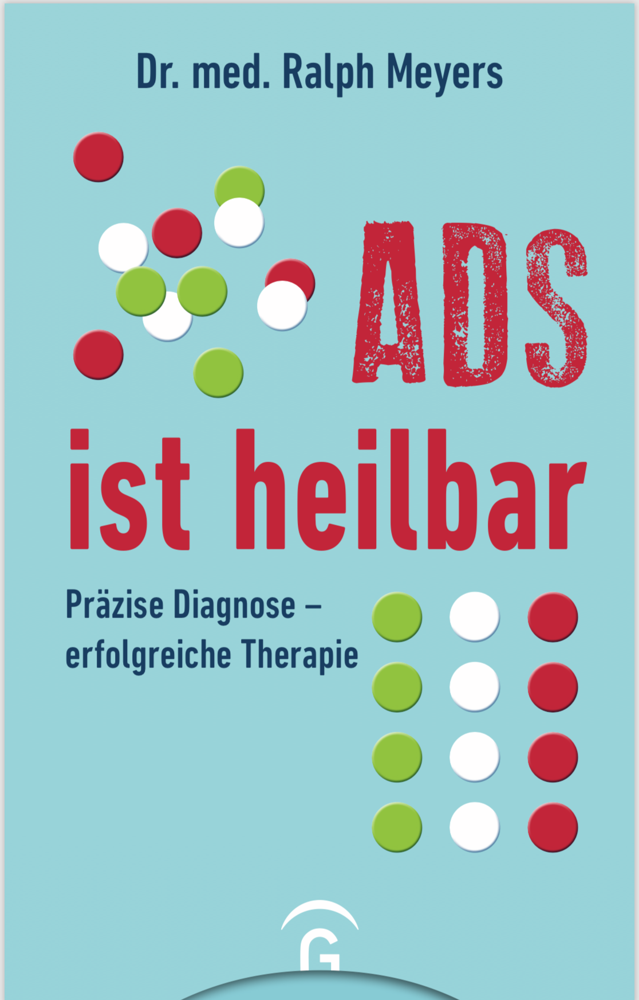 Dr. med. Ralph Meyers
ADS
ist heilbar
Präzise Diagnose –
erfolgreiche Therapie
G